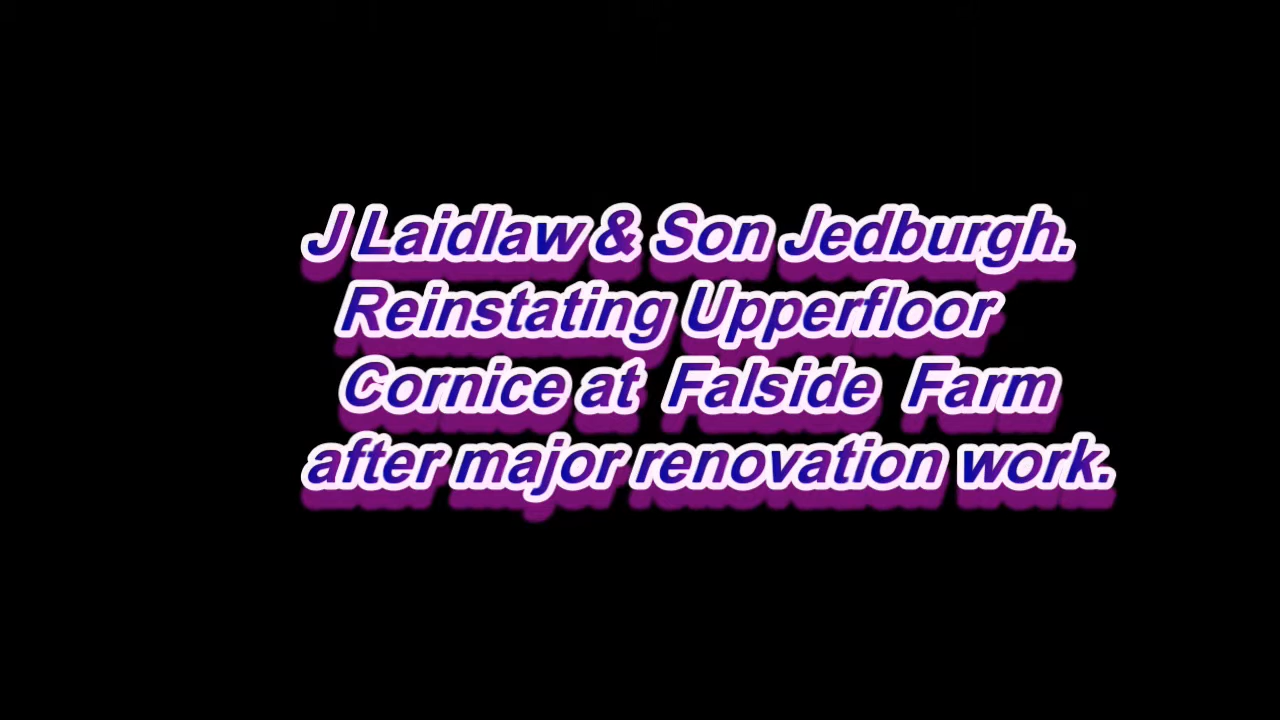 J Laidlaw & Son Jedburgh.
Reinstating Upperfloor
Cornice at Falside Farm
after major renovation work.